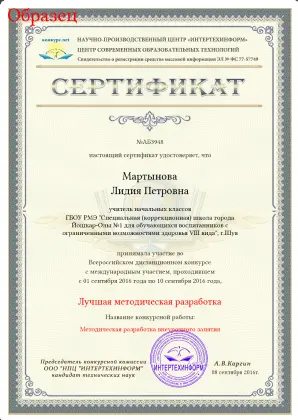 Образец
конкурс.net
НАУЧНО-ПРОИЗВОДСТВЕННЫЙ ЦЕНТР «ИНТЕРТЕХИНФОРМ»
ЦЕНТР СОВРЕМЕННЫХ ОБРАЗОВАТЕЛЬНЫХ ТЕХНОЛОГИЙ
Свидетельство о регистрации средства массовой информации ЭЛ № ФС 77-57749
СЕРТИФИКАТ
№АБ3948
настоящий сертификат удостоверяет, что
Мартынова
Лидия Петровна
учитель начальных классов
ГБОУ РМЭ "Специальная (коррекционная) школа города
Йошкар-Олы №1 для обучающихся воспитанников с
ограниченными возможностями здоровья VIII вида", г.Шуя
принимала участие во
Всероссийском дистанционном конкурсе
с международным участием, проходившем
с 01 сентября 2016 года по 10 сентября 2016 года,
Лучшая методическая разработка
Название конкурсной работы:
Методическая разработка внеурочного занятия
Председатель конкурсной комиссии
ООО "НПЦ "ИНТЕРТЕХИНФОРМ"
кандидат технических наук
ИНТЕРТЕХИНФОРМ
А.В.Каргин
08 сентября 2016г.